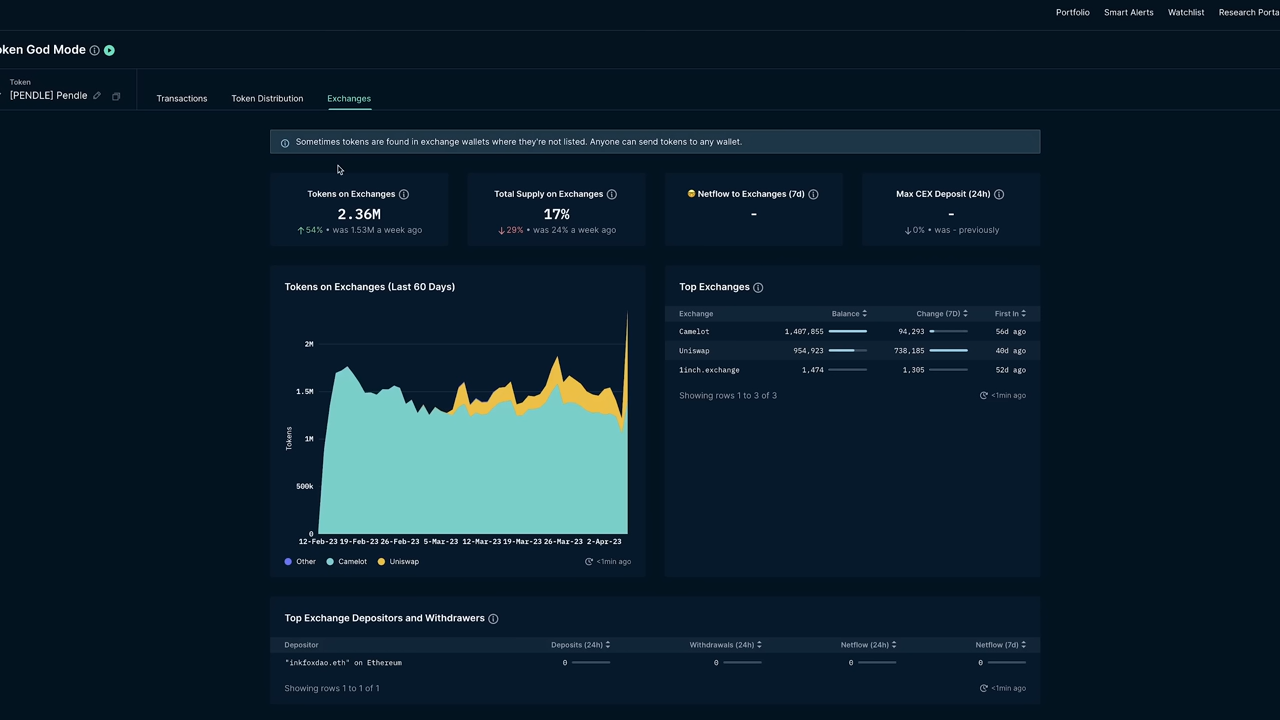 Portfolio Smart Alerts Watchlist Research Porta
oken God Mode
Token
[PENDLE] Pendle
Transactions Token Distribution Exchanges
Sometimes tokens are found in exchange wallets where they're not listed. Anyone can send tokens to any wallet.
Tokens on Exchanges
2.36M
↑54% • was 1.53M a week ago
Total Supply on Exchanges
17%
↓29% • was 24% a week ago
Netflow to Exchanges (7d)
-
Max CEX Deposit (24h)
-
↓0% • was - previously
Tokens on Exchanges (Last 60 Days)
Tokens
2M
1.5M
1M
500k
0
12-Feb-23 19-Feb-23 26-Feb-23 5-Mar-23 12-Mar-23 19-Mar-23 26-Mar-23 2-Apr-23
Other Camelot Uniswap
<1min ago
Top Exchanges
Exchange Balance Change (7D) First In
Camelot 1,407,855 94,293 56d ago
Uniswap 954,923 738,185 40d ago
1inch.exchange 1,474 1,305 52d ago
Showing rows 1 to 3 of 3 <1min ago
Top Exchange Depositors and Withdrawers
Depositor Deposits (24h) Withdrawals (24h) Netflow (24h) Netflow (7d)
"inkfoxdao.eth" on Ethereum 0 0 0 0
Showing rows 1 to 1 of 1 <1min ago